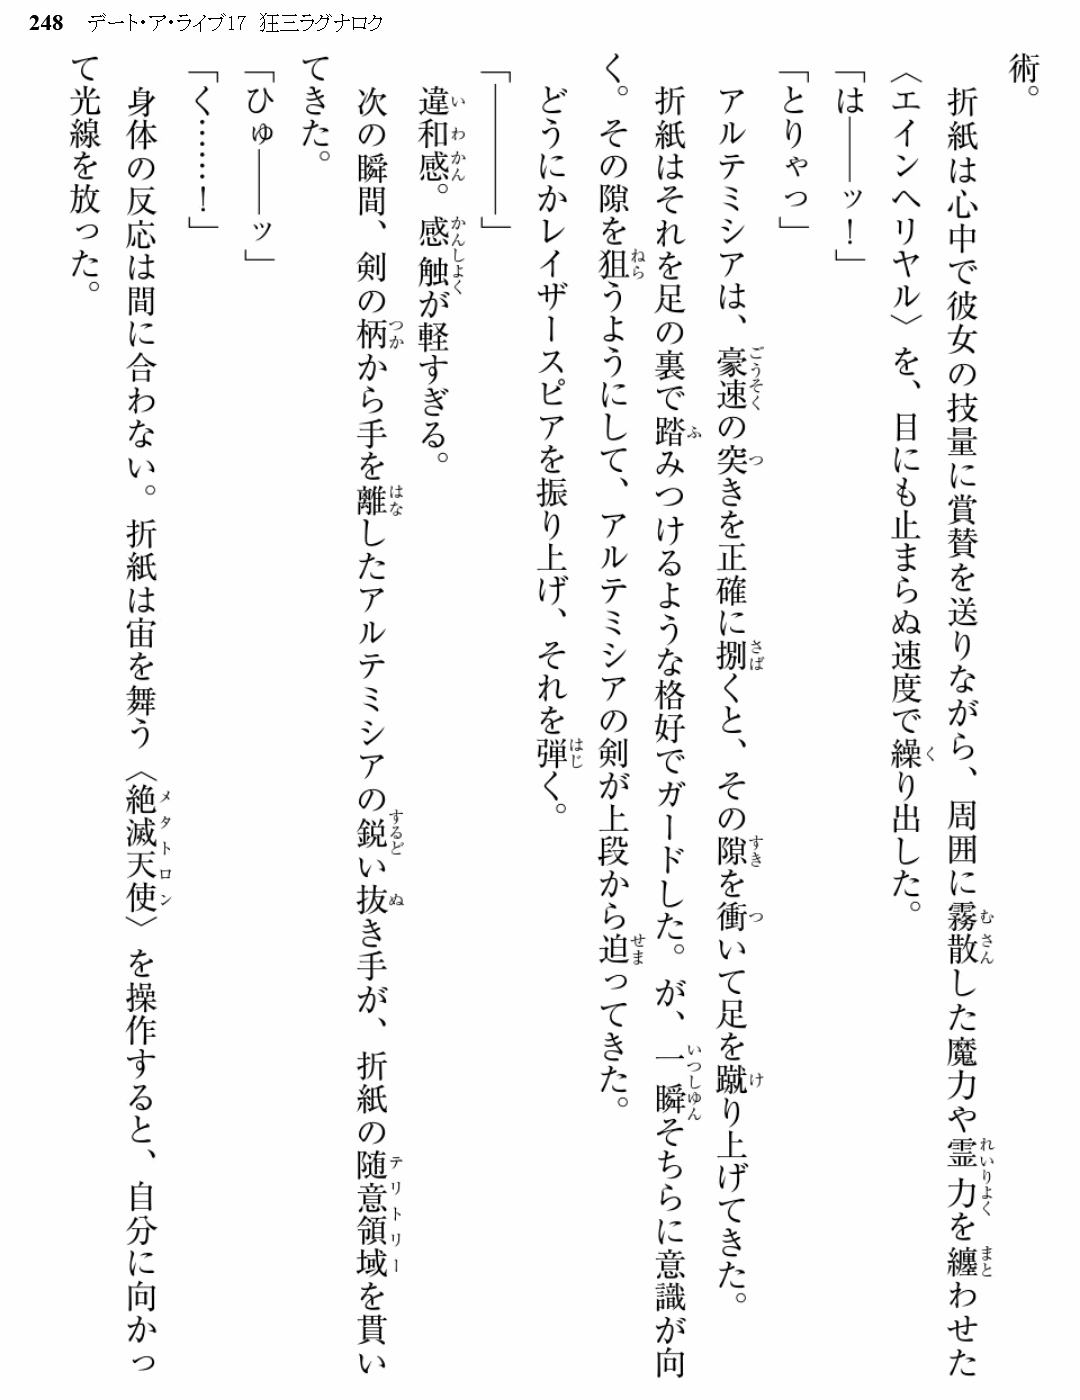 248 デート・ア・ライブ17 狂三ラグナロク
術。
　折紙は心中で彼女の技量に賞賛を送りながら、周囲に霧散した魔力や霊力を纏わせた
〈エインヘリヤル〉を、目にも止まらぬ速度で繰り出した。
「は――ッ！」
「とりゃっ」
　アルテミシアは、豪速の突きを正確に捌くと、その隙を衝いて足を蹴り上げてきた。
　折紙はそれを足の裏で踏みつけるような格好でガードした。が、一瞬そちらに意識が向
く。その隙を狙うようにして、アルテミシアの剣が上段から迫ってきた。
　どうにかレイザースピアを振り上げ、それを弾く。
「――――」
　違和感。感触が軽すぎる。
　次の瞬間、剣の柄から手を離したアルテミシアの鋭い抜き手が、折紙の随意領域を貫い
てきた。
「ひゅ――ッ」
「く……！」
　身体の反応は間に合わない。折紙は宙を舞う〈絶滅天使〉を操作すると、自分に向かっ
て光線を放った。